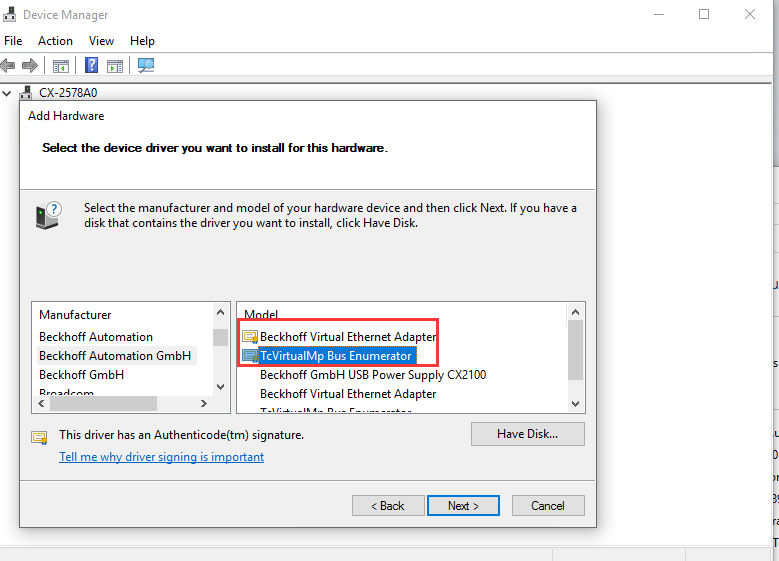 Device Manager
File Action View Help
CX-2578A0
Add Hardware
Select the device driver you want to install for this hardware.
Select the manufacturer and model of your hardware device and then click Next. If you have a
disk that contains the driver you want to install, click Have Disk.
Manufacturer
Beckhoff Automation
Beckhoff Automation GmbH
Beckhoff GmbH
Broadcom
Model
Beckhoff Virtual Ethernet Adapter
TcVirtualMp Bus Enumerator
Beckhoff GmbH USB Power Supply CX2100
Beckhoff Virtual Ethernet Adapter
TcVirtualMp Bus Enumerator
This driver has an Authenticode(tm) signature.
Tell me why driver signing is important
Have Disk...
< Back
Next >
Cancel